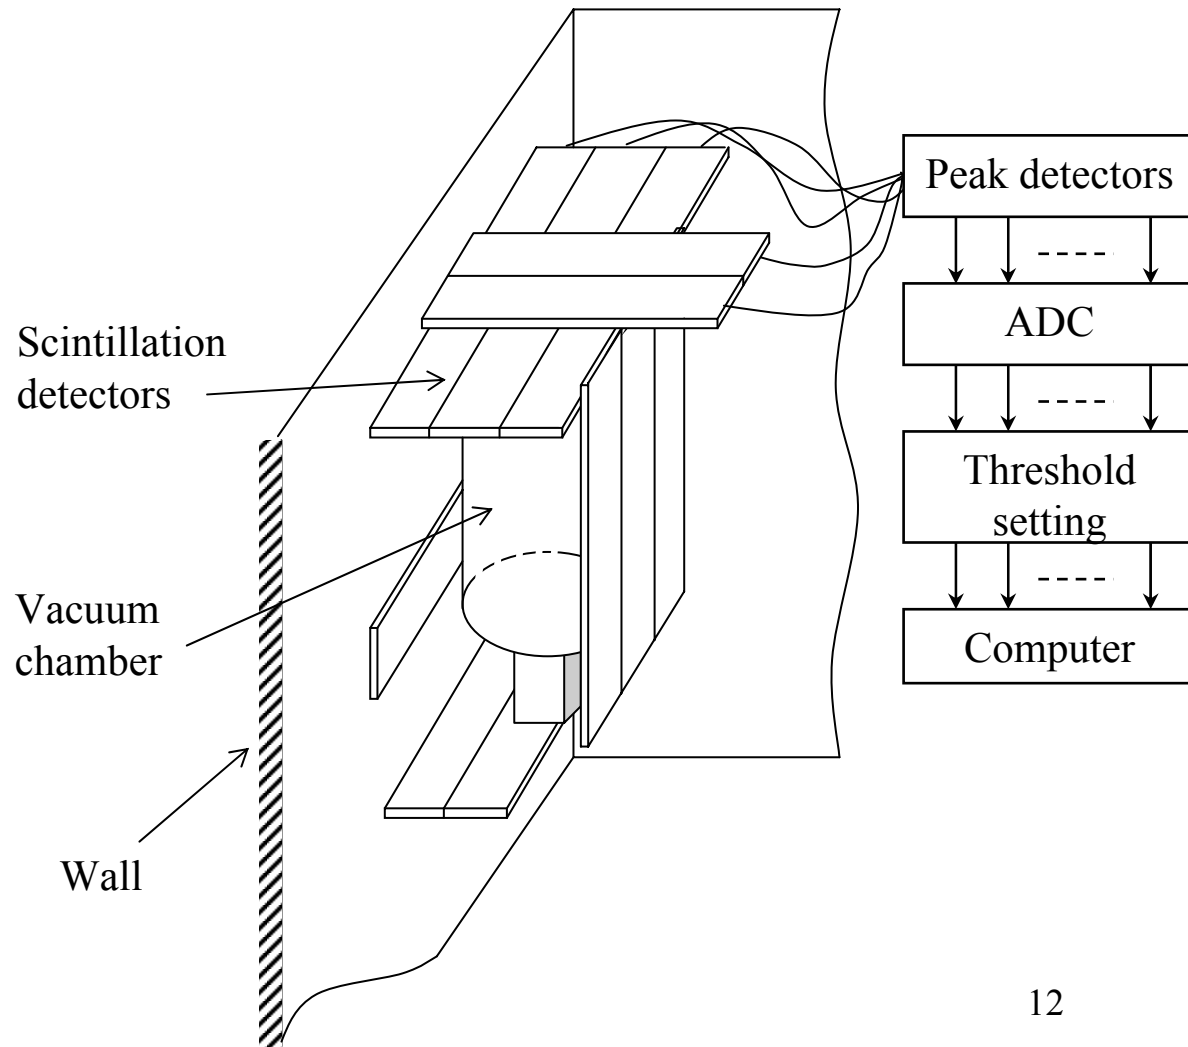 Peak detectors
ADC
Scintillation
detectors
Threshold
setting
Vacuum
chamber
Computer
Wall
12